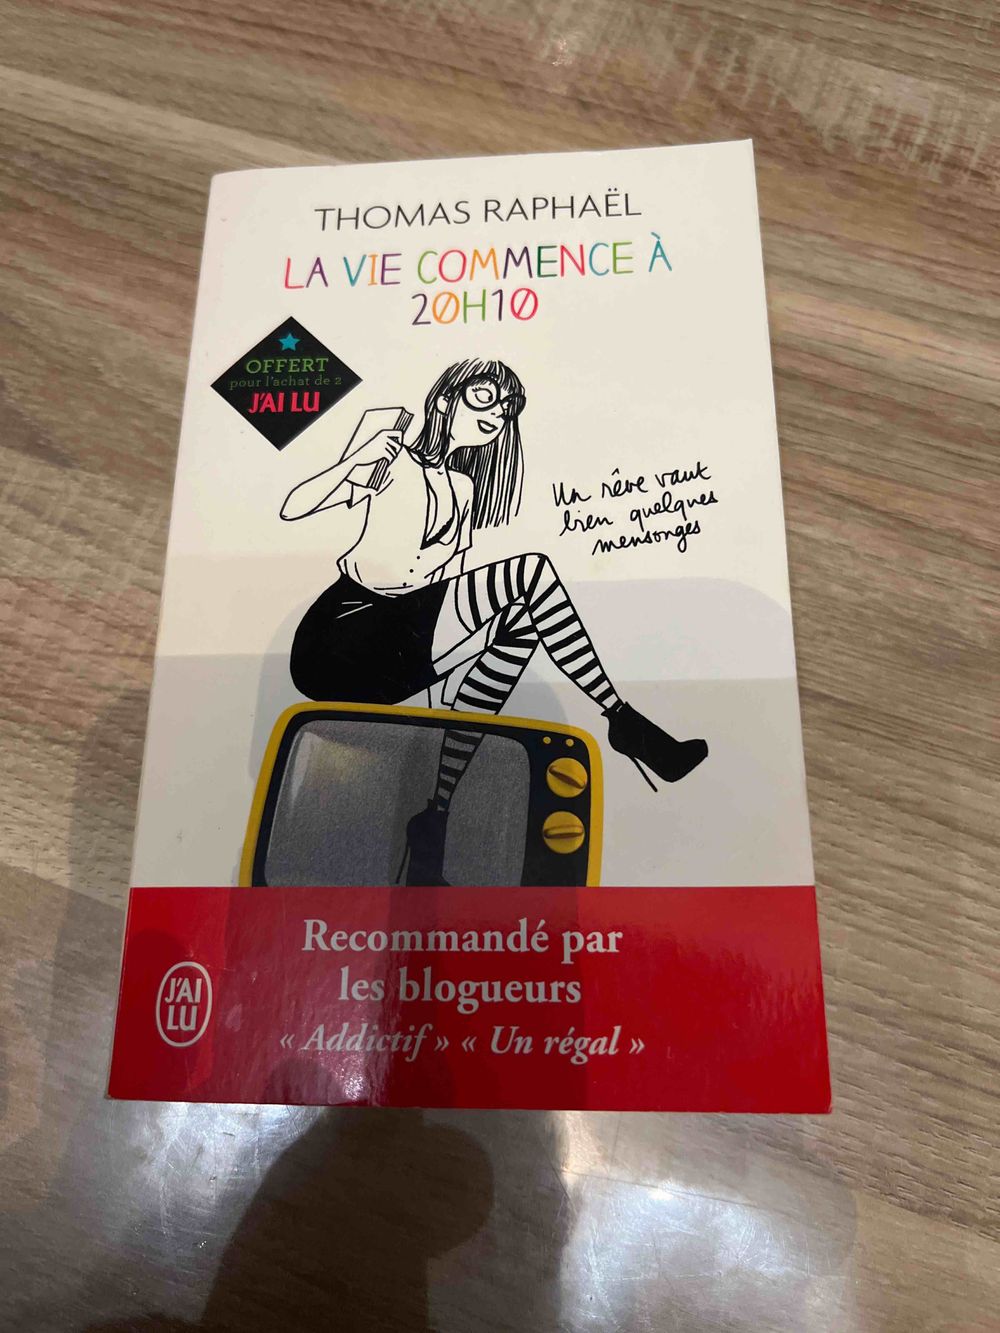 THOMAS RAPHAËL
LA VIE COMMENCE À
20H10
OFFERT
pour l'achat de 2
J'AI LU
Un rêve vaut
bien quelques
mensonges
Recommandé par
les blogueurs
« Addictif » « Un régal »
J'AI
LU